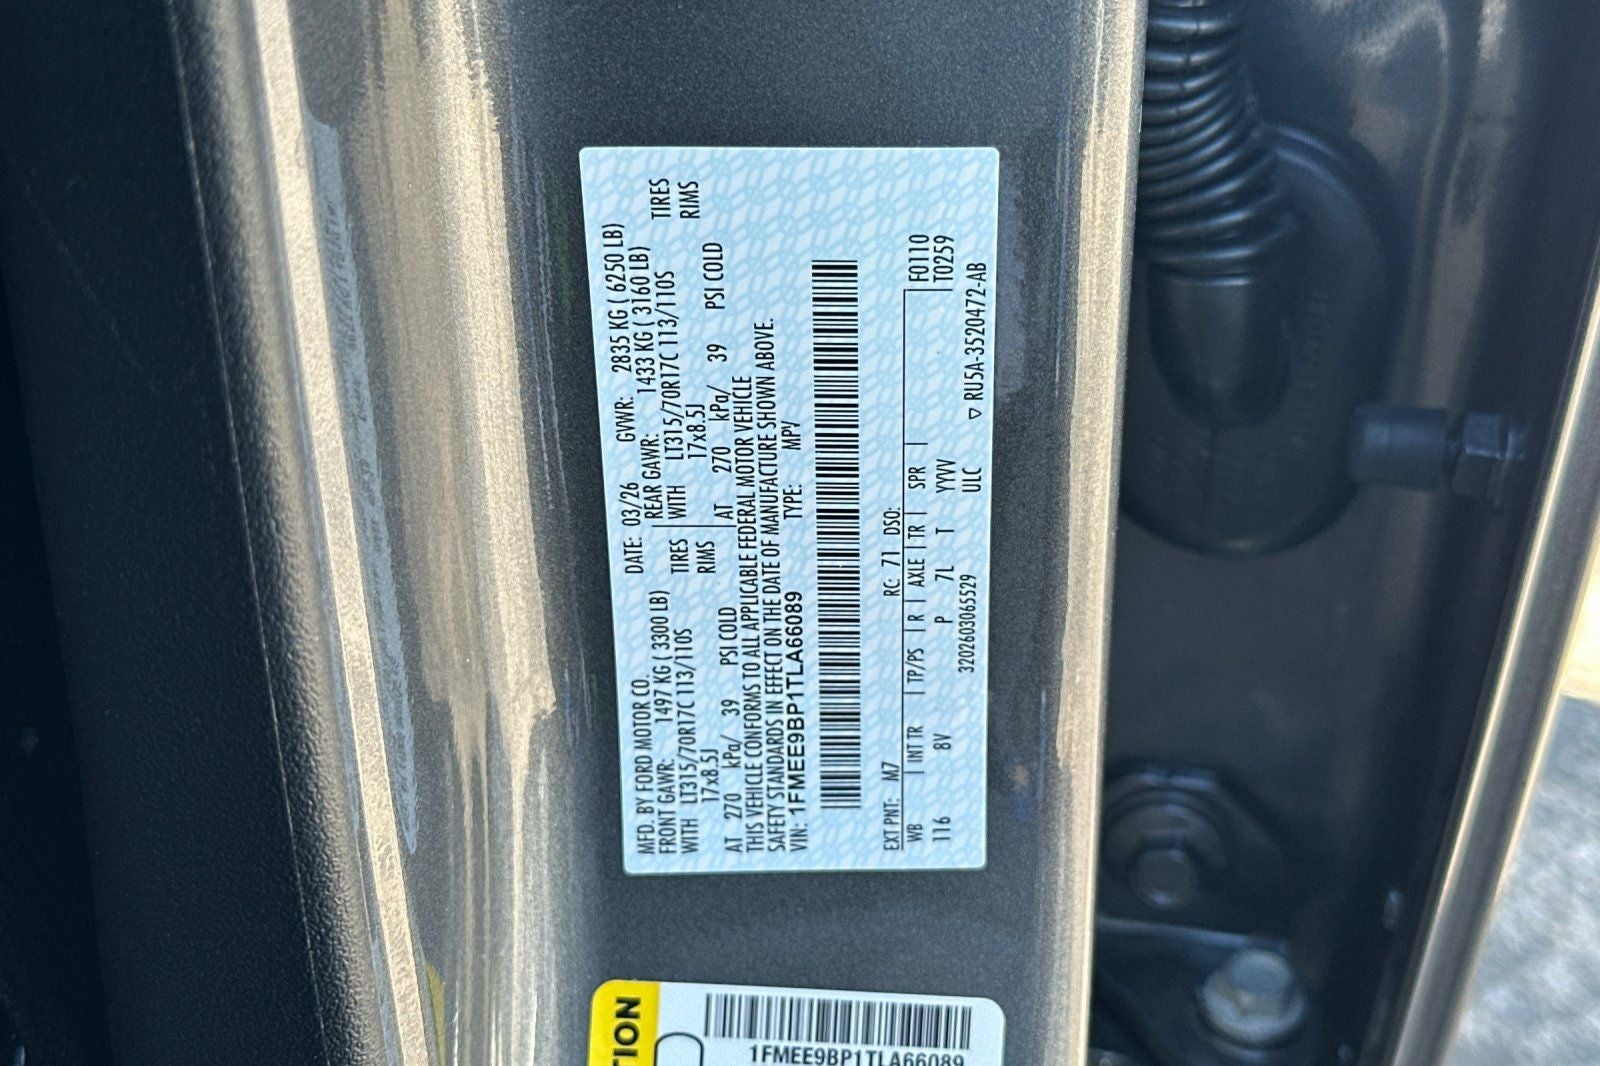 MFD. BY FORD MOTOR CO. DATE: 03/26 GVWR: 2835 KG ( 6250 LB)
FRONT GAWR: 1497 KG ( 3300 LB) REAR GAWR: 1433 KG ( 3160 LB)
WITH LT315/70R17C 113/110S TIRES WITH LT315/70R17C 113/110S TIRES
17x8.5J RIMS 17x8.5J RIMS
AT 270 kPa/ 39 PSI COLD AT 270 kPa/ 39 PSI COLD
THIS VEHICLE CONFORMS TO ALL APPLICABLE FEDERAL MOTOR VEHICLE
SAFETY STANDARDS IN EFFECT ON THE DATE OF MANUFACTURE SHOWN ABOVE.
VIN: 1FMEE9BP1TLA66089 TYPE: MPV
EXT PNT: M7 RC: 71 DSO:
WB INT TR TP/PS R AXLE TR SPR F0110
116 8V P 7L T YYVV T0259
3202603065529 ULC ▽ RU5A-3520472-AB
TION
1FMEE9BP1TLA66089